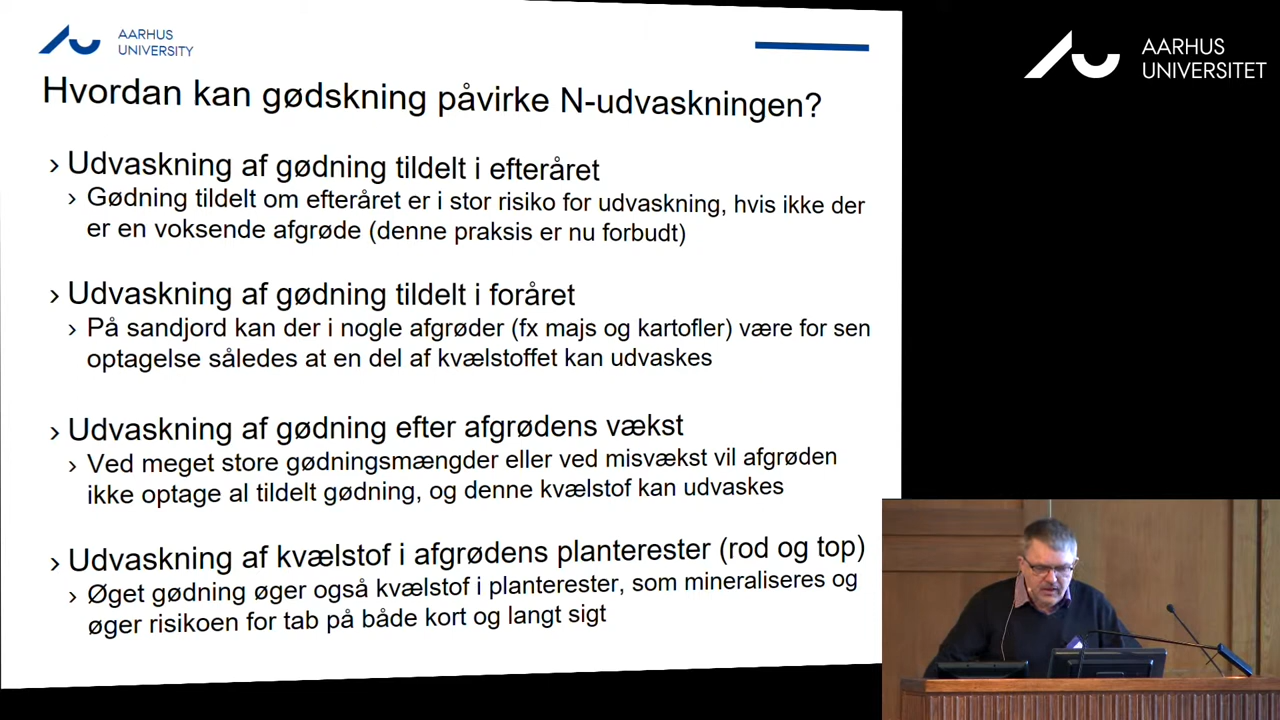 AARHUS
UNIVERSITY
AARHUS
UNIVERSITET
Hvordan kan gødskning påvirke N-udvaskningen?
› Udvaskning af gødning tildelt i efteråret
› Gødning tildelt om efteråret er i stor risiko for udvaskning, hvis ikke der
er en voksende afgrøde (denne praksis er nu forbudt)
› Udvaskning af gødning tildelt i foråret
› På sandjord kan der i nogle afgrøder (fx majs og kartofler) være for sen
optagelse således at en del af kvælstoffet kan udvaskes
› Udvaskning af gødning efter afgrødens vækst
› Ved meget store gødningsmængder eller ved misvækst vil afgrøden
ikke optage al tildelt gødning, og denne kvælstof kan udvaskes
› Udvaskning af kvælstof i afgrødens planterester (rod og top)
› Øget gødning øger også kvælstof i planterester, som mineraliseres og
øger risikoen for tab på både kort og langt sigt